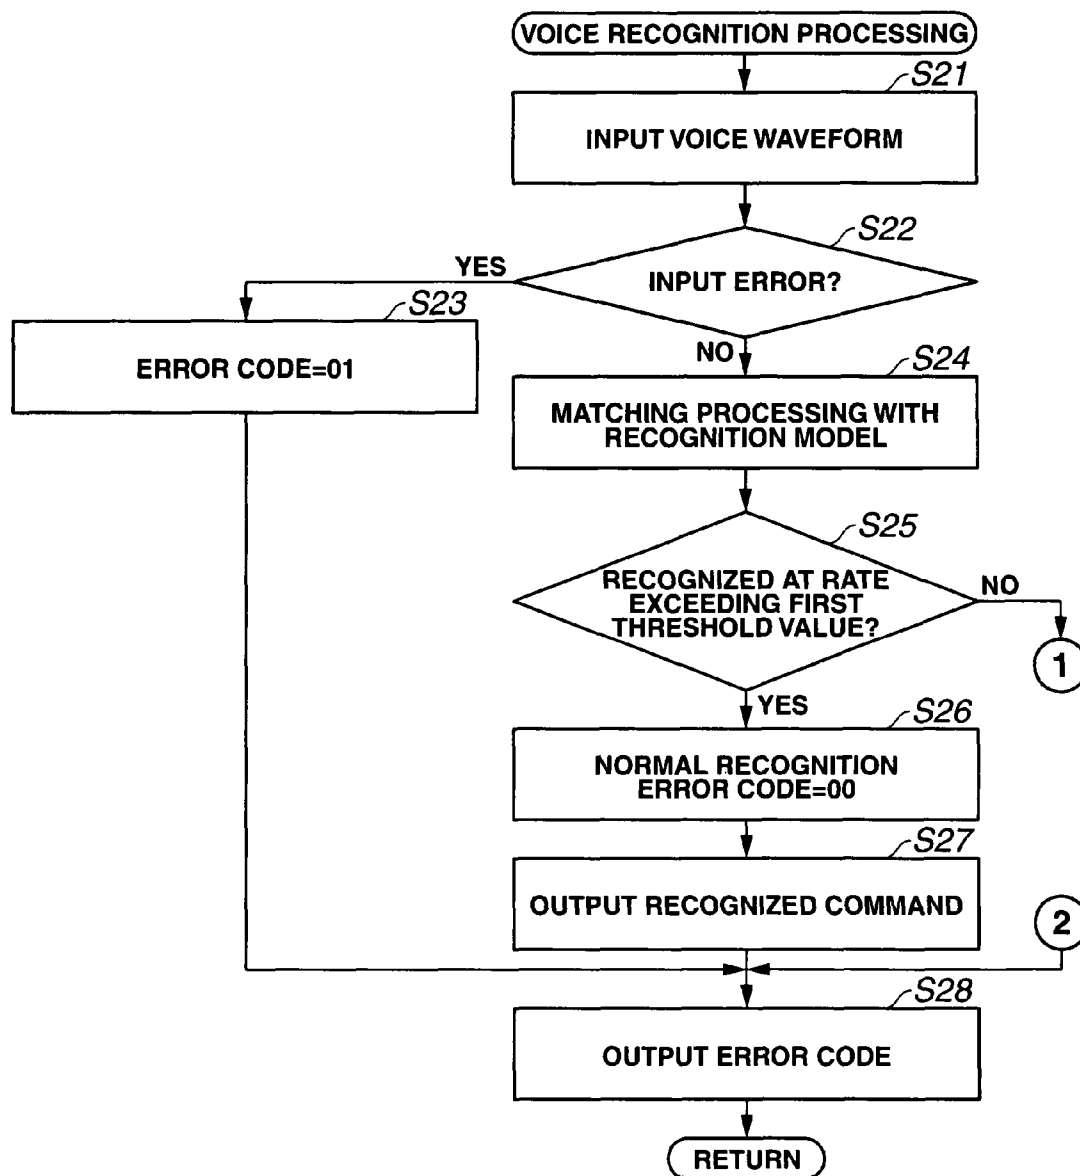 VOICE RECOGNITION PROCESSING
S21
INPUT VOICE WAVEFORM
S22
YES
INPUT ERROR?
S23
ERROR CODE=01
NO
S24
MATCHING PROCESSING WITH
RECOGNITION MODEL
S25
RECOGNIZED AT RATE
EXCEEDING FIRST
THRESHOLD VALUE?
NO
1
YES
S26
NORMAL RECOGNITION
ERROR CODE=00
S27
OUTPUT RECOGNIZED COMMAND
2
S28
OUTPUT ERROR CODE
RETURN